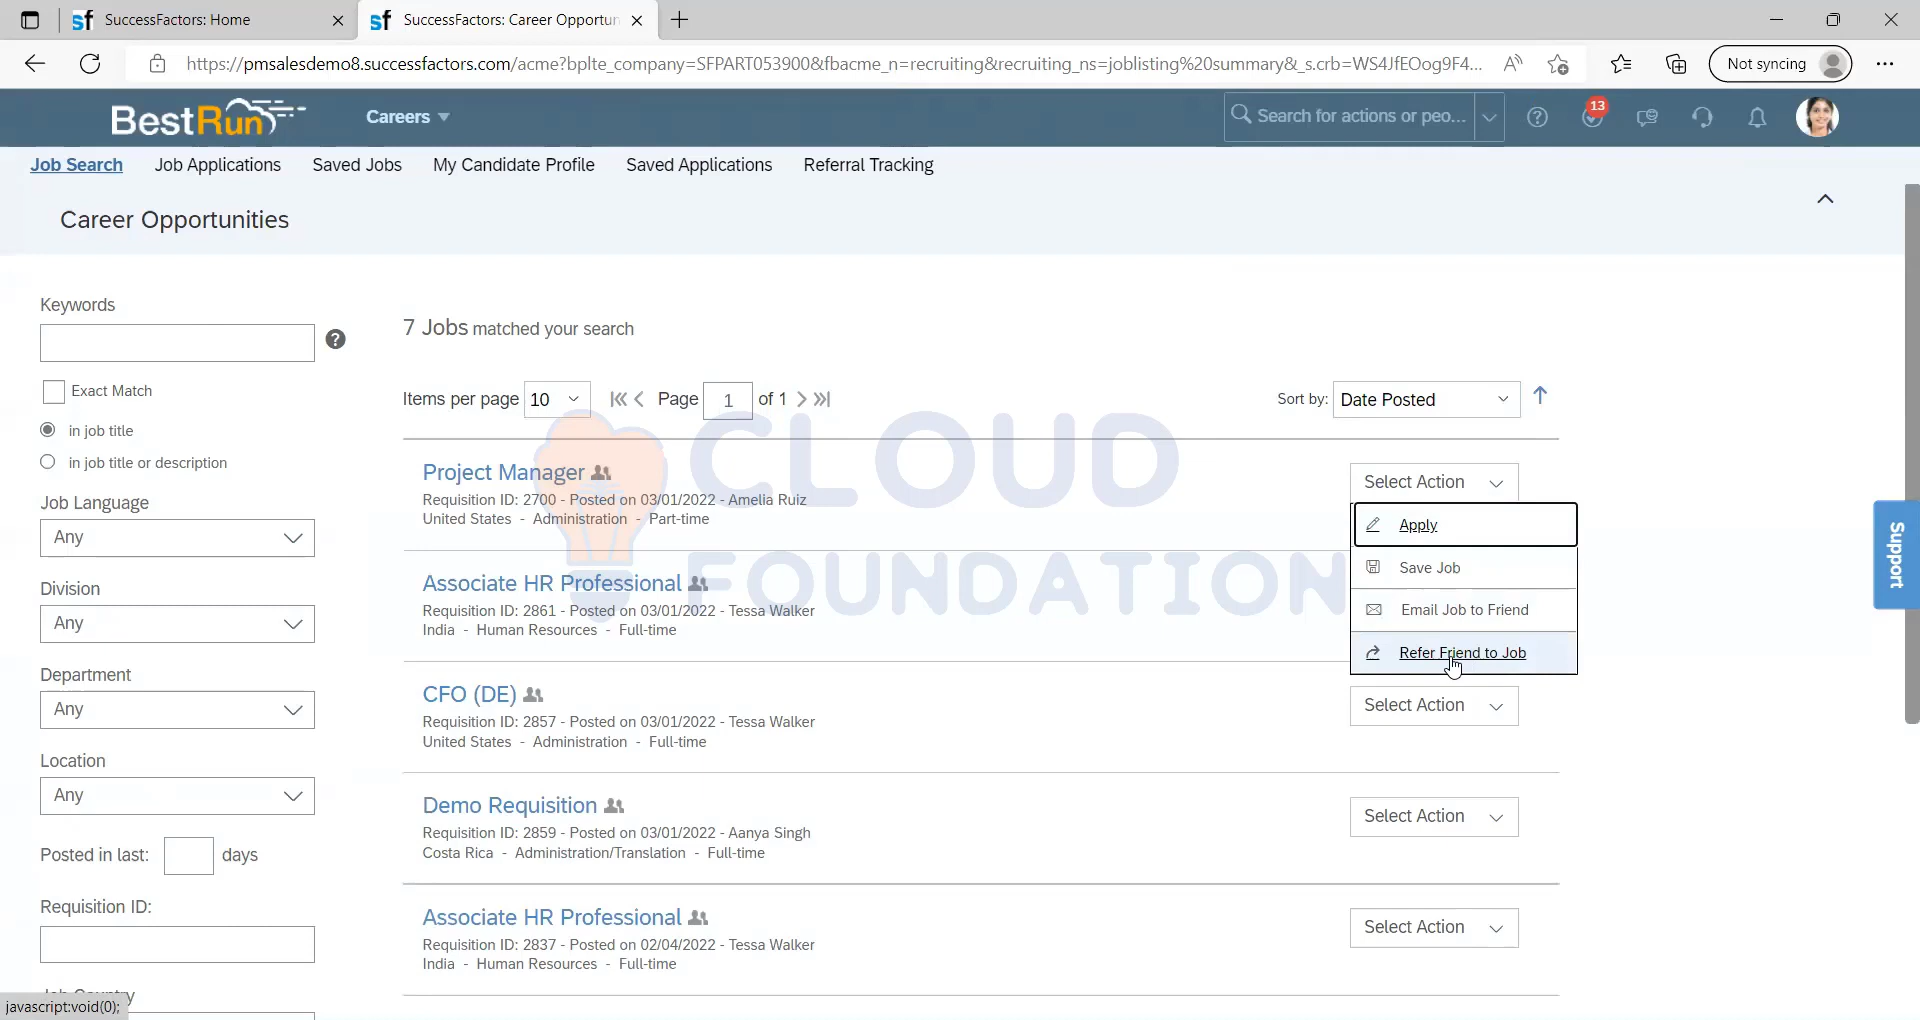 SuccessFactors: Home
SuccessFactors: Career Opportun
https://pmsalesdemo8.successfactors.com/acme?bplte_company=SFPART053900&fbacme_n=recruiting&recruiting_ns=joblisting%20summary&_s.crb=WS4JfEOog9F4...
Not syncing
BestRun
Careers
Search for actions or peo...
13
Job Search
Job Applications
Saved Jobs
My Candidate Profile
Saved Applications
Referral Tracking
Career Opportunities
Keywords
Exact Match
in job title
in job title or description
Job Language
Any
Division
Any
Department
Any
Location
Any
Posted in last: days
Requisition ID:
Job Country
javascript:void(0);
7 Jobs matched your search
Items per page 10 Page 1 of 1
Sort by: Date Posted
Project Manager
Requisition ID: 2700 - Posted on 03/01/2022 - Amelia Ruiz
United States - Administration - Part-time
Select Action
Apply
Save Job
Email Job to Friend
Refer Friend to Job
Associate HR Professional
Requisition ID: 2861 - Posted on 03/01/2022 - Tessa Walker
India - Human Resources - Full-time
CFO (DE)
Requisition ID: 2857 - Posted on 03/01/2022 - Tessa Walker
United States - Administration - Full-time
Select Action
Demo Requisition
Requisition ID: 2859 - Posted on 03/01/2022 - Aanya Singh
Costa Rica - Administration/Translation - Full-time
Select Action
Associate HR Professional
Requisition ID: 2837 - Posted on 02/04/2022 - Tessa Walker
India - Human Resources - Full-time
Select Action
Support
CLOUD
FOUNDATION